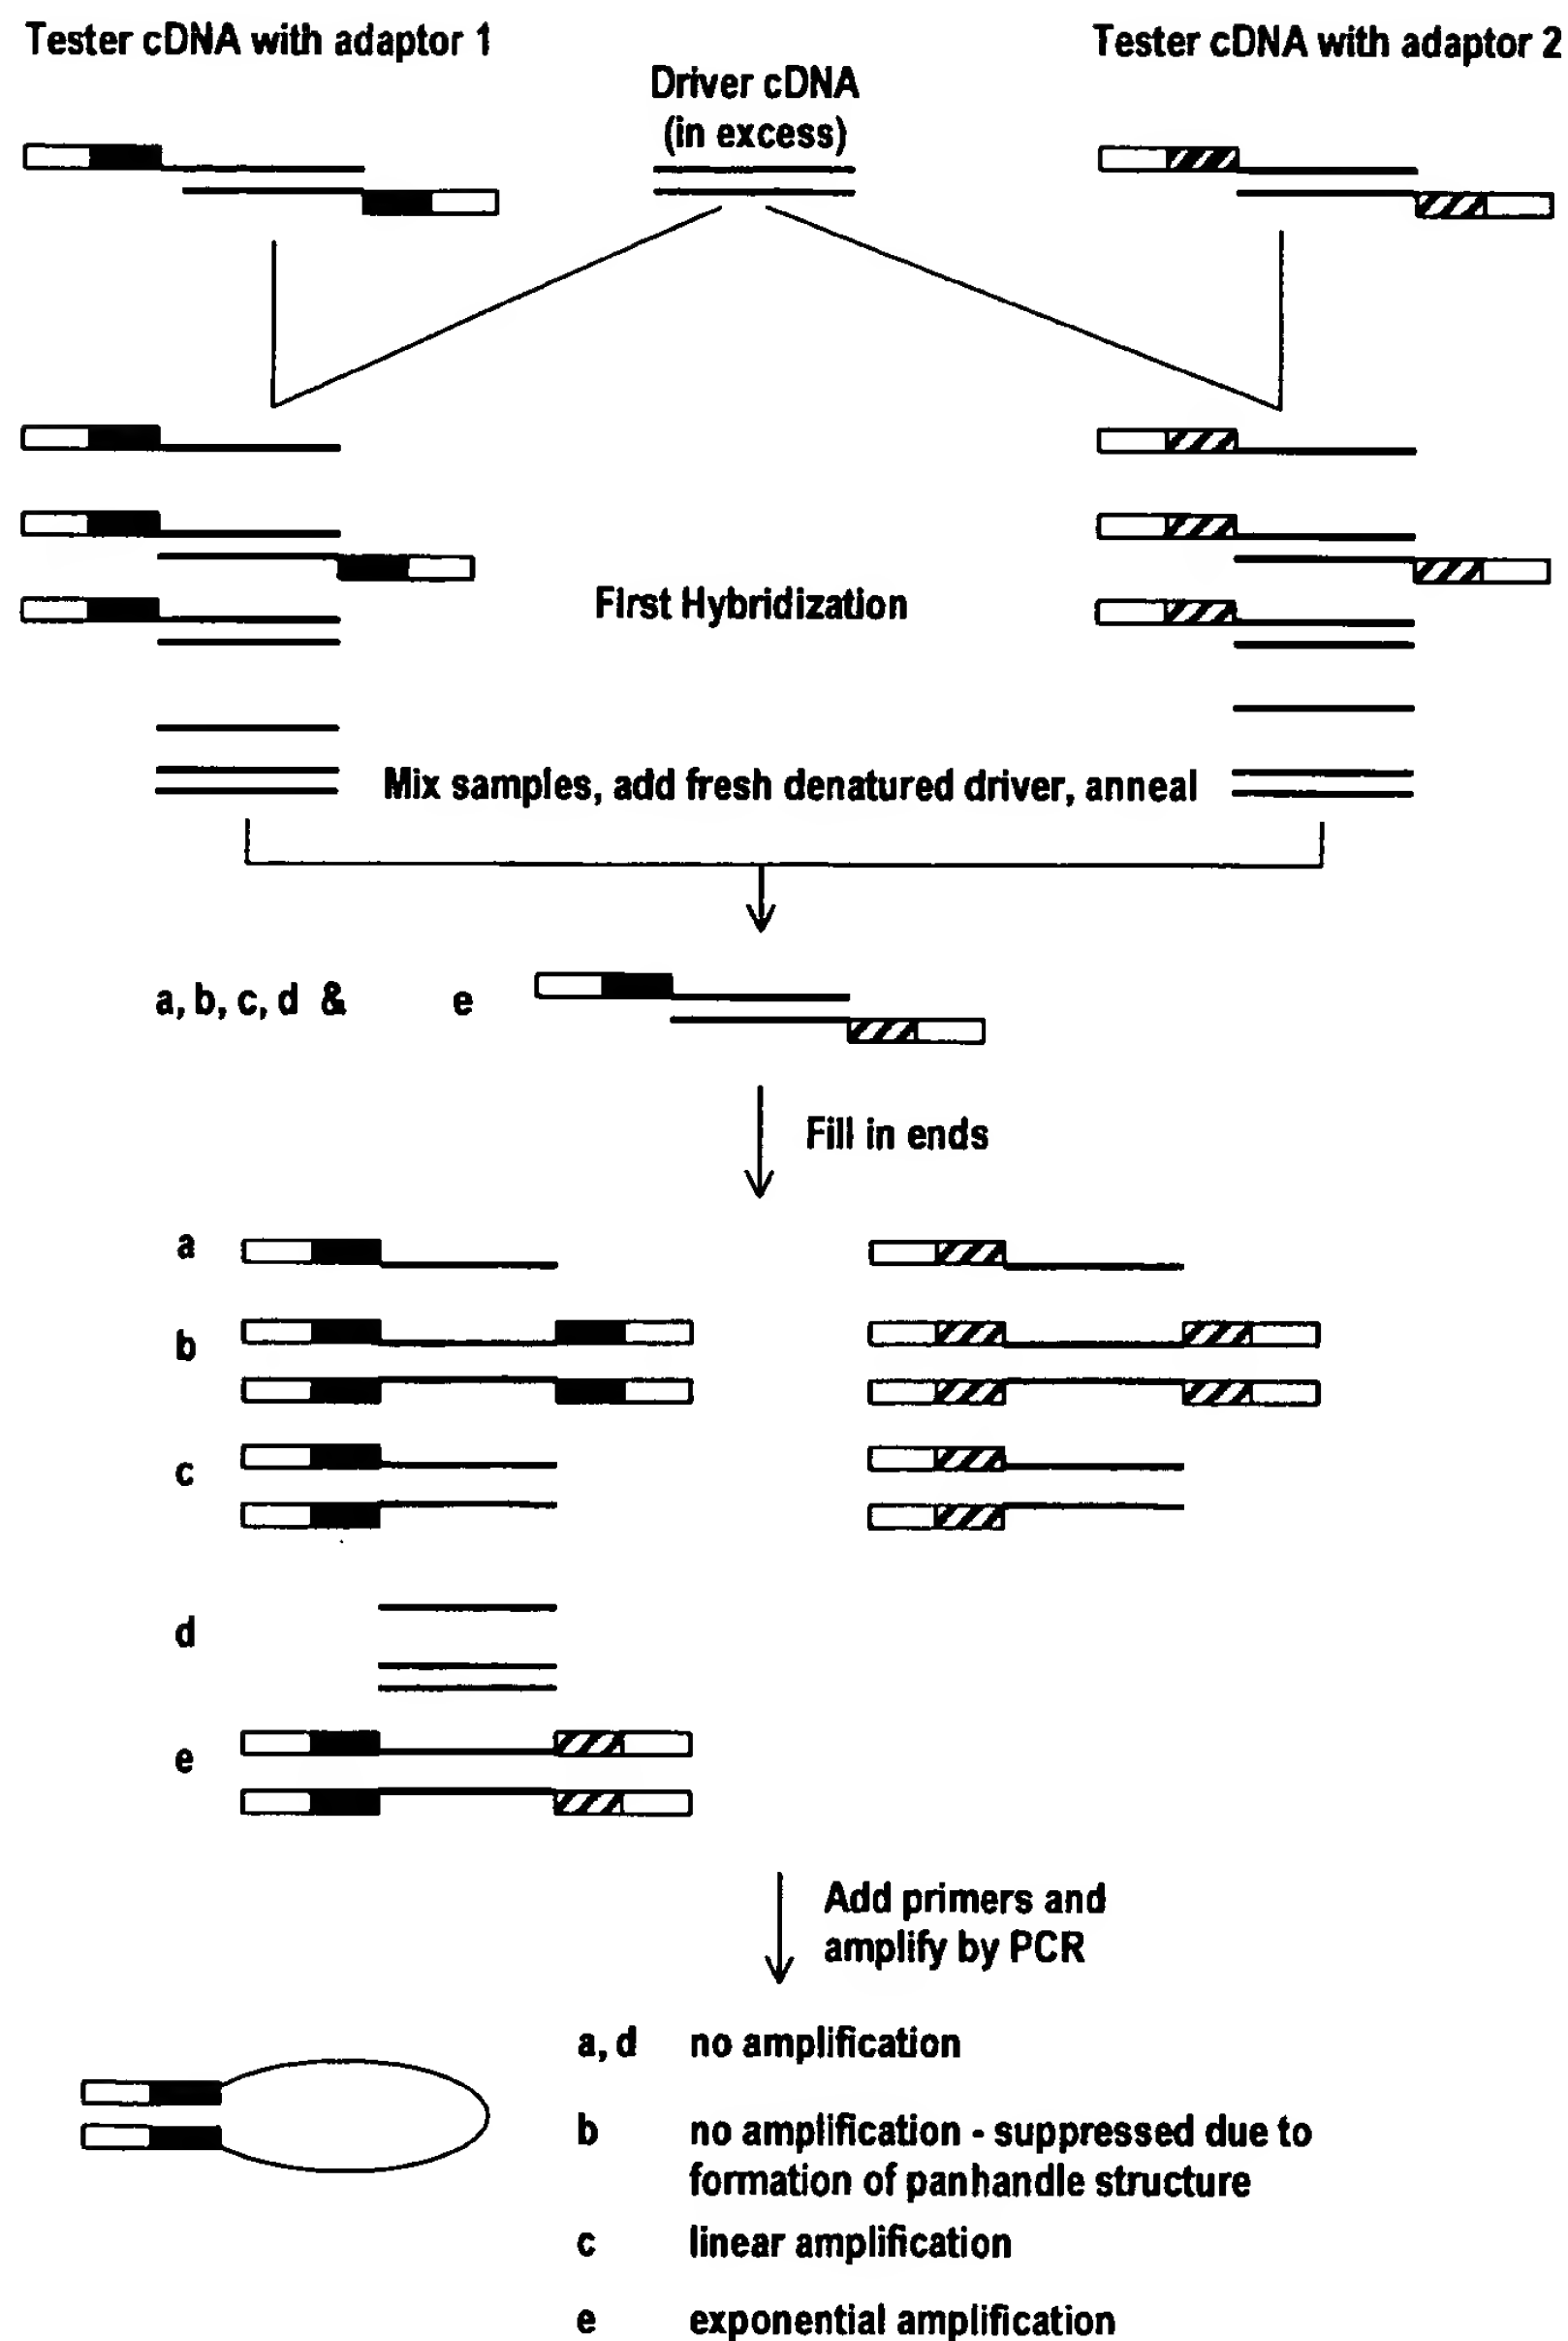 Tester cDNA with adaptor 1
Tester cDNA with adaptor 2
Driver cDNA
(in excess)
First Hybridization
Mix samples, add fresh denatured driver, anneal
a, b, c, d & e
Fill in ends
a
b
c
d
e
Add primers and
amplify by PCR
a, d no amplification
b no amplification - suppressed due to
formation of panhandle structure
c linear amplification
e exponential amplification